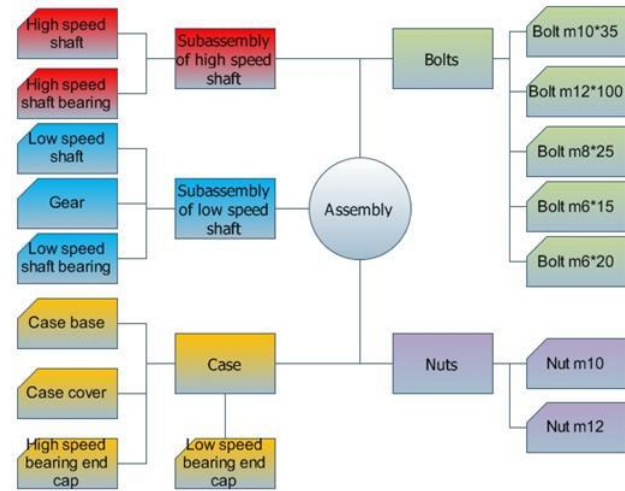 High speed
shaft
High speed
shaft bearing
Subassembly
of high speed
shaft
Low speed
shaft
Gear
Low speed
shaft bearing
Subassembly
of low speed
shaft
Assembly
Bolts
Bolt m10*35
Bolt m12*100
Bolt m8*25
Bolt m6*15
Bolt m6*20
Case base
Case cover
High speed
bearing end
cap
Case
Low speed
bearing end
cap
Nuts
Nut m10
Nut m12